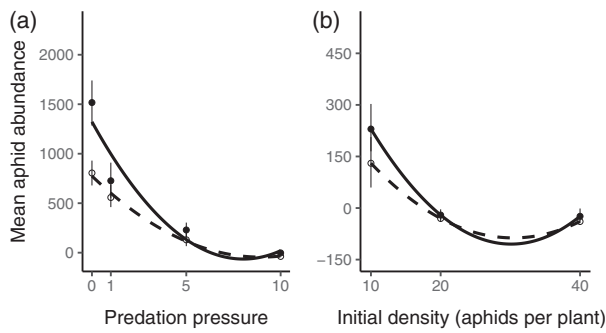 (a)
Mean aphid abundance
2000
1500
1000
500
0
0 1 5 10
Predation pressure
(b)
450
300
150
0
−150
10 20 40
Initial density (aphids per plant)